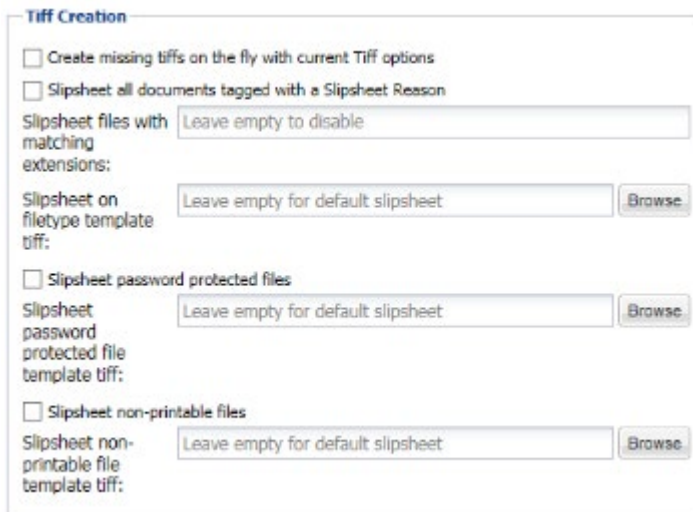 Tiff Creation
Create missing tiffs on the fly with current Tiff options
Slipsheet all documents tagged with a Slipsheet Reason
Slipsheet files with
matching
extensions:
Leave empty to disable
Slipsheet on
filetype template
tiff:
Leave empty for default slipsheet
Browse
Slipsheet password protected files
Slipsheet
password
protected file
template tiff:
Leave empty for default slipsheet
Browse
Slipsheet non-printable files
Slipsheet non-
printable file
template tiff:
Leave empty for default slipsheet
Browse